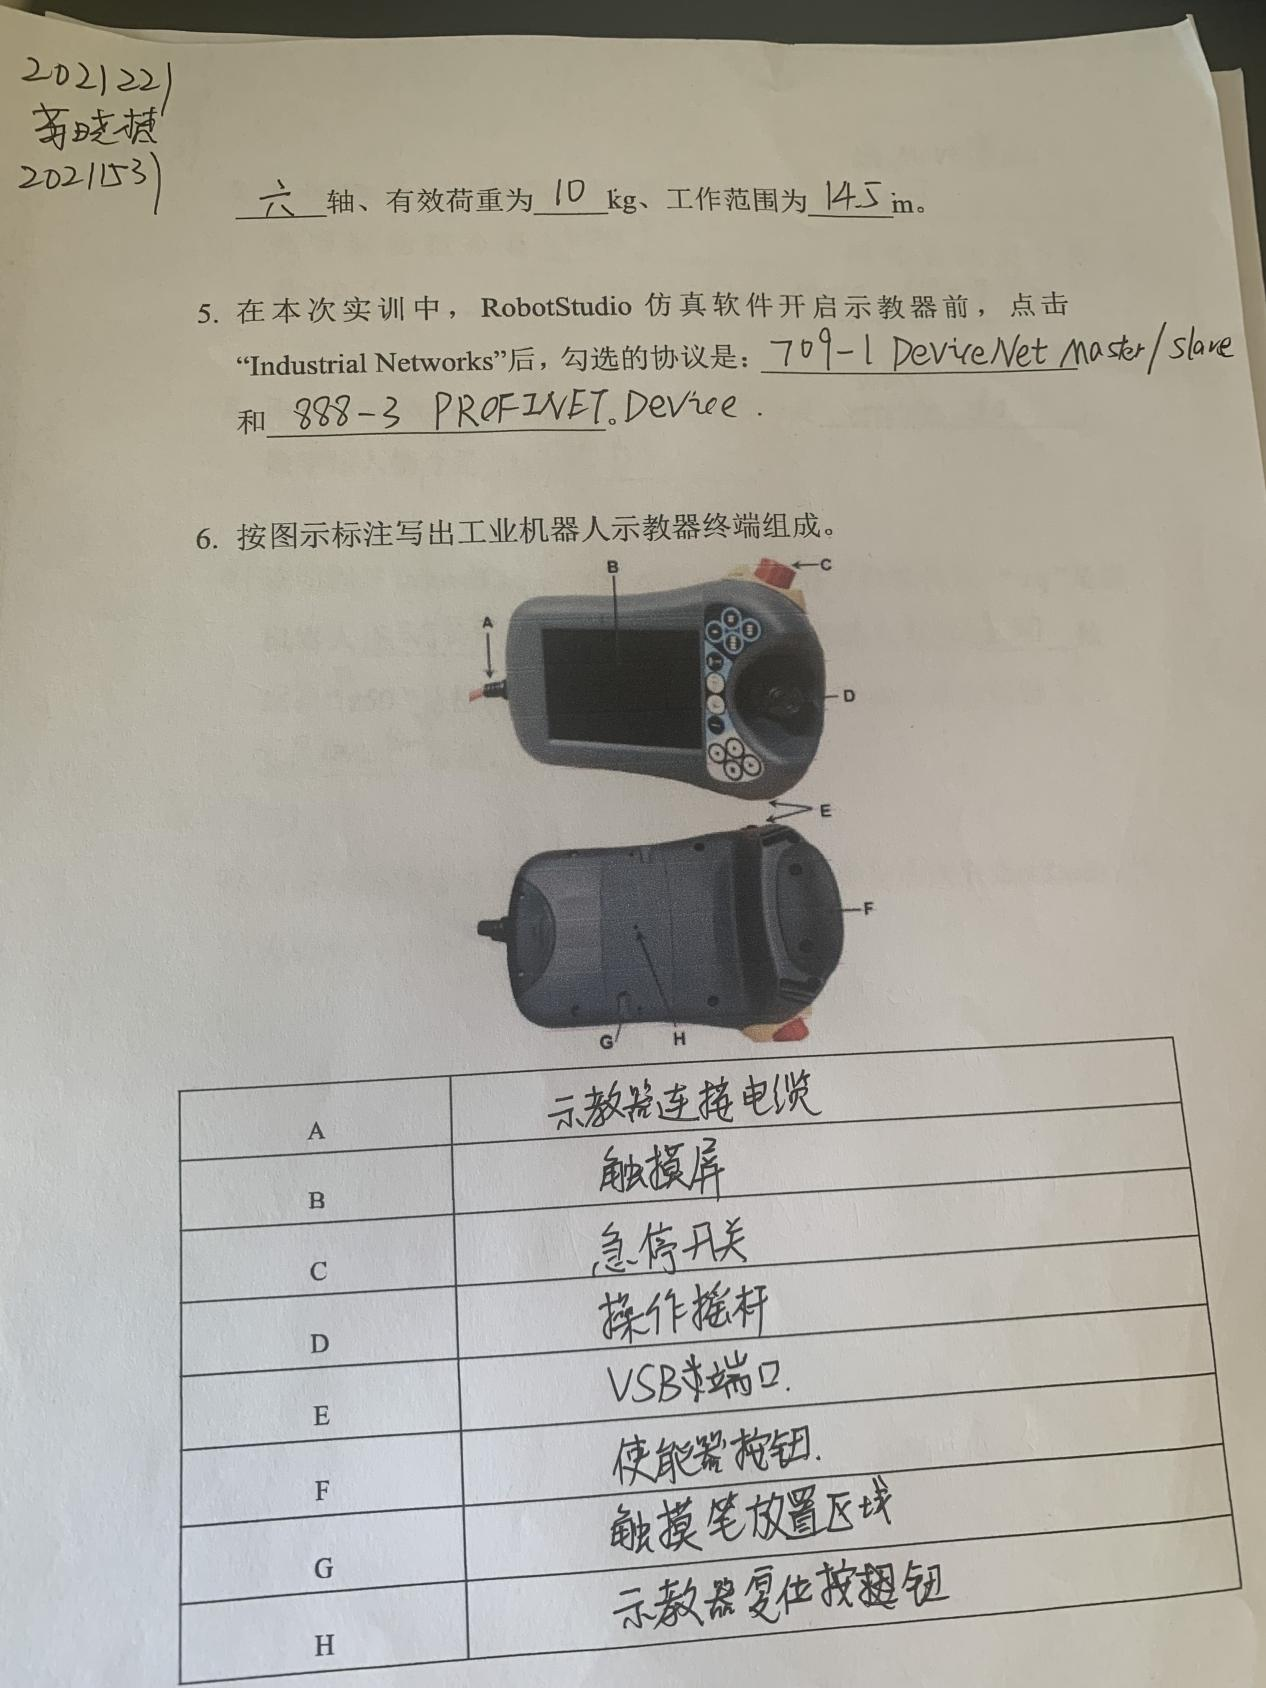 2021221
20211531
六 轴、有效荷重为 10 kg、工作范围为 1.45 m。
5. 在本次实训中，RobotStudio 仿真软件开启示教器前，点击
“Industrial Networks”后，勾选的协议是： 709-1 DeviceNet Master/Slave
和 888-3 PROFINET 。 Device .
6. 按图示标注写出工业机器人示教器终端组成。
B
C
A
D
E
F
G
H
A 示教器连接电缆
B 触摸屏
C 急停开关
D 操作摇杆
E USB端口.
F 使能器按钮.
G 触摸笔放置区域
H 示教器复位按钮